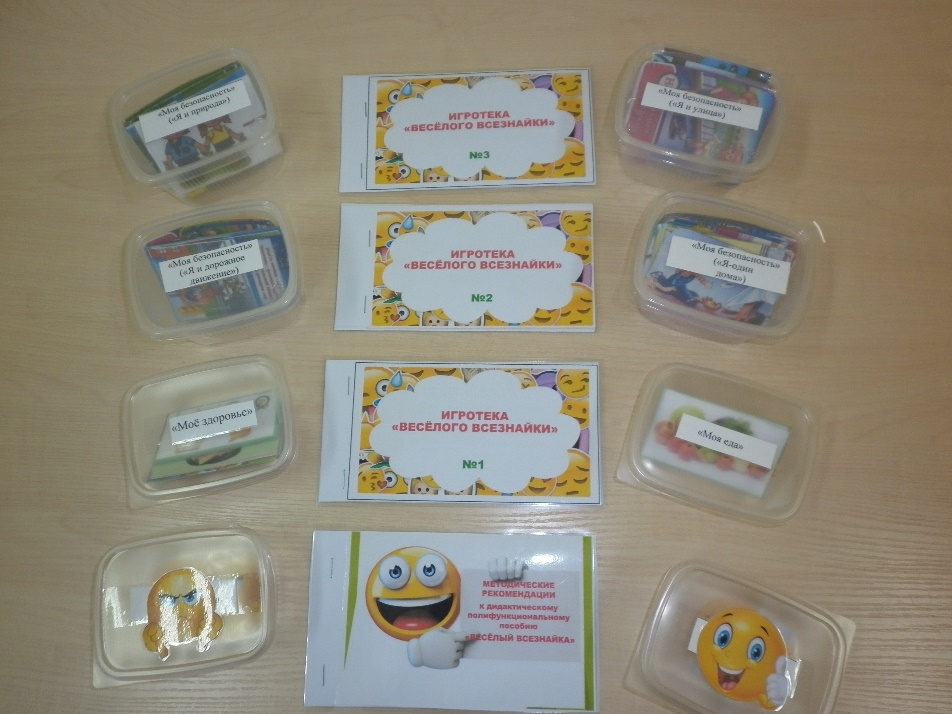 «Моя безопасность»
(«Я и природа»)
ИГРОТЕКА
«ВЕСЁЛОГО ВСЕЗНАЙКИ»
№3
«Моя безопасность»
(«Я и улица»)
«Моя безопасность»
(«Я и дорожное
движение»)
ИГРОТЕКА
«ВЕСЁЛОГО ВСЕЗНАЙКИ»
№2
«Моя безопасность»
(«Я-один
дома»)
«Моё здоровье»
ИГРОТЕКА
«ВЕСЁЛОГО ВСЕЗНАЙКИ»
№1
«Моя еда»
МЕТОДИЧЕСКИЕ
РЕКОМЕНДАЦИИ
к дидактическому
полифункциональному
пособию
«ВЕСЁЛЫЙ ВСЕЗНАЙКА»